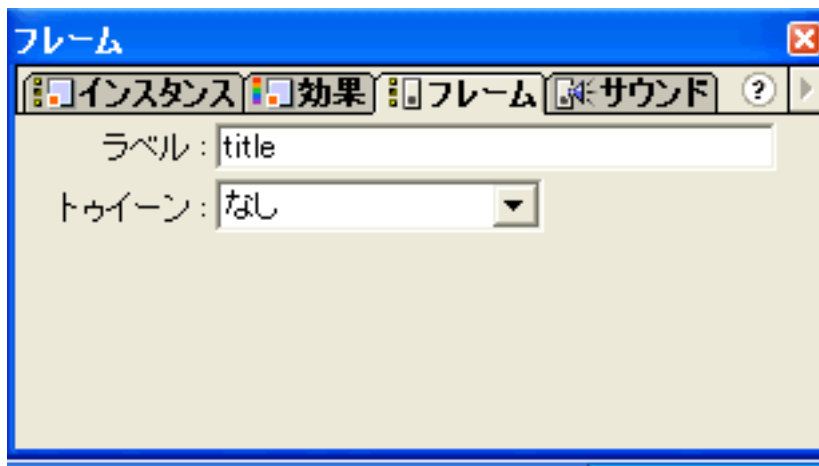 フレーム
インスタンス 効果 フレーム サウンド ?
ラベル : title
トゥイーン : なし